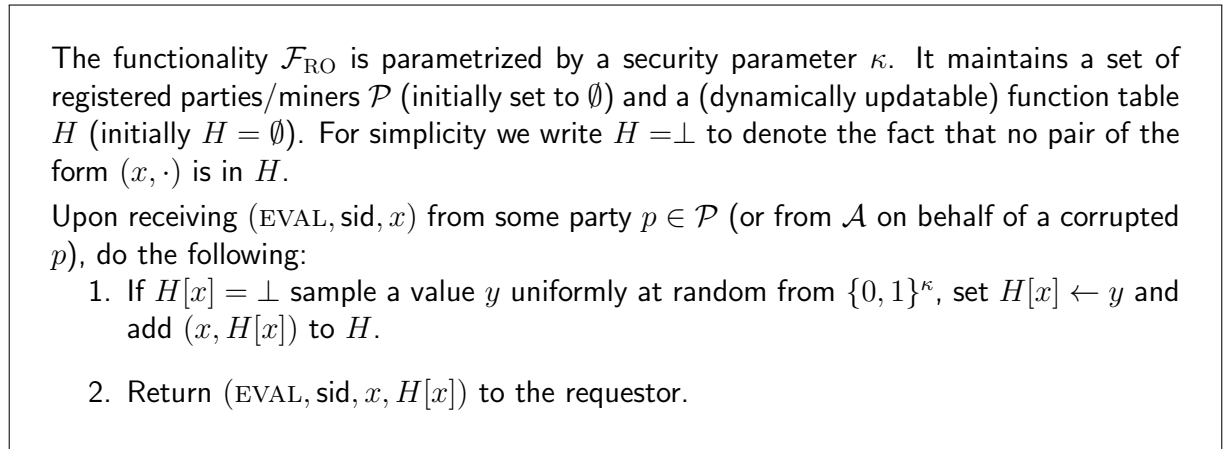 The functionality $\mathcal{F}_{\mathrm{RO}}$ is parametrized by a security parameter $\kappa$. It maintains a set of
registered parties/miners $\mathcal{P}$ (initially set to $\emptyset$) and a (dynamically updatable) function table
$H$ (initially $H = \emptyset$). For simplicity we write $H = \perp$ to denote the fact that no pair of the
form $(x, \cdot)$ is in $H$.
Upon receiving (EVAL, sid, $x$) from some party $p \in \mathcal{P}$ (or from $\mathcal{A}$ on behalf of a corrupted
$p$), do the following:
1. If $H[x] = \perp$ sample a value $y$ uniformly at random from $\{0, 1\}^{\kappa}$, set $H[x] \leftarrow y$ and
add $(x, H[x])$ to $H$.
2. Return (EVAL, sid, $x, H[x]$) to the requestor.